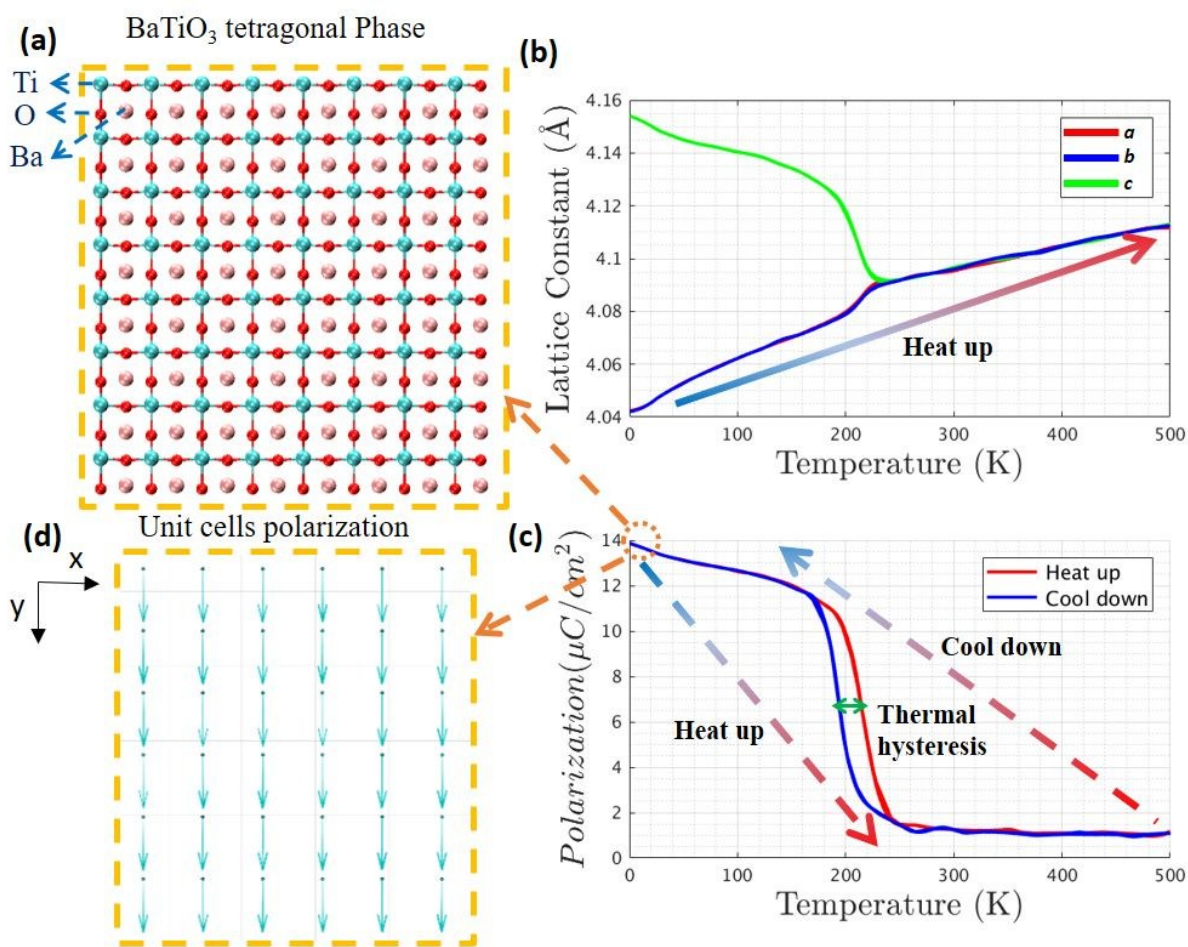 (a)
BaTiO₃ tetragonal Phase
Ti
O
Ba
(b)
Lattice Constant (Å)
4.16
4.14
4.12
4.1
4.08
4.06
4.04
a
b
c
Heat up
0
100
200
300
400
500
Temperature (K)
(d)
Unit cells polarization
x
y
(c)
Polarization(μC/cm²)
14
12
10
8
6
4
2
0
Heat up
Cool down
Cool down
Heat up
Thermal
hysteresis
0
100
200
300
400
500
Temperature (K)